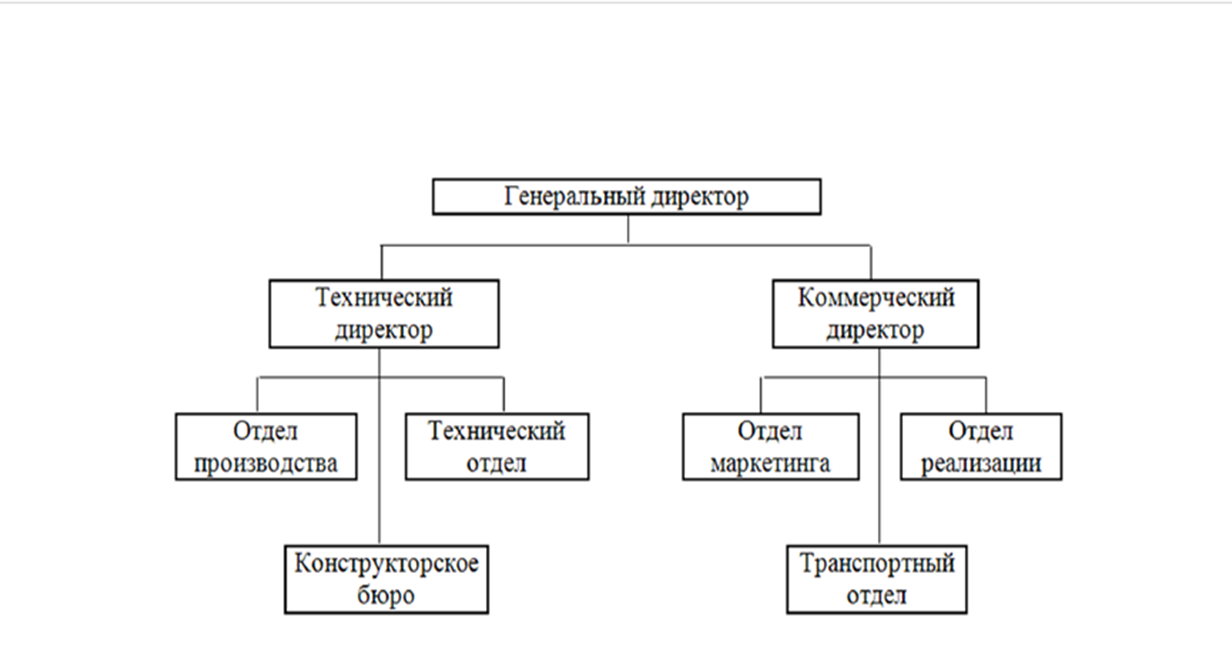 Генеральный директор
Технический
директор
Коммерческий
директор
Отдел
производства
Технический
отдел
Отдел
маркетинга
Отдел
реализации
Конструкторское
бюро
Транспортный
отдел